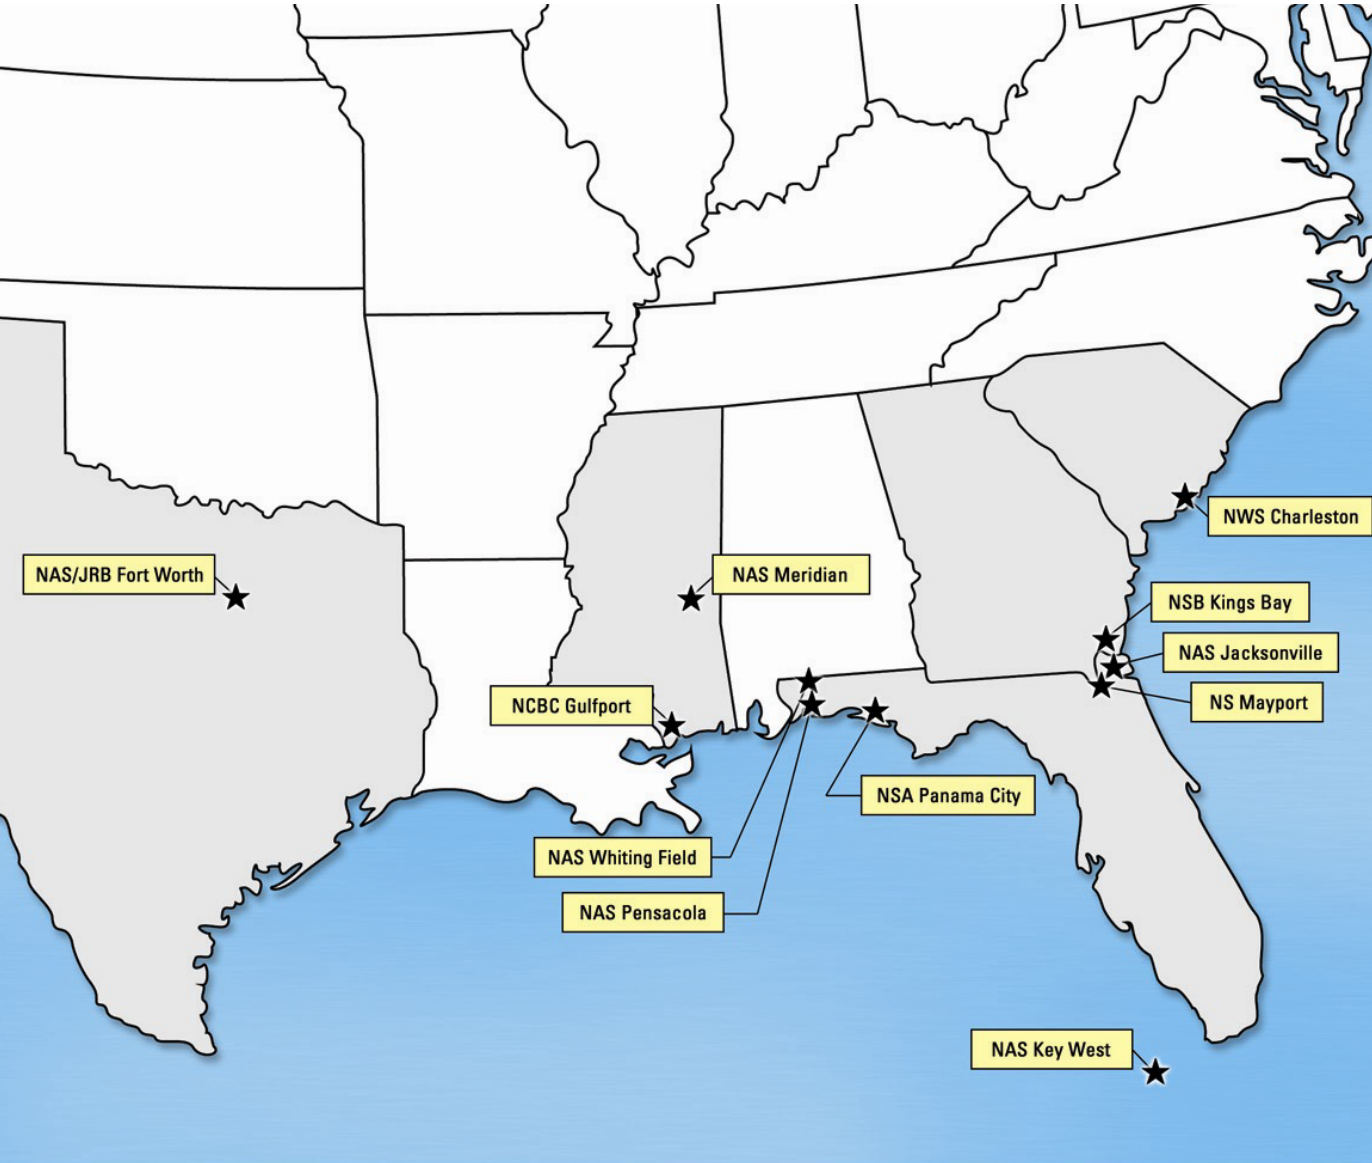 NWS Charleston
NAS/JRB Fort Worth
NAS Meridian
NSB Kings Bay
NAS Jacksonville
NS Mayport
NCBC Gulfport
NSA Panama City
NAS Whiting Field
NAS Pensacola
NAS Key West